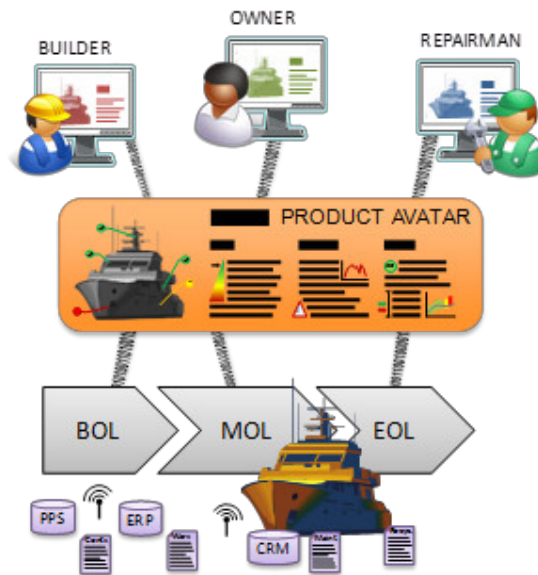 OWNER
BUILDER
REPAIRMAN
PRODUCT AVATAR
BOL
MOL
EOL
PPS
ERP
CRM